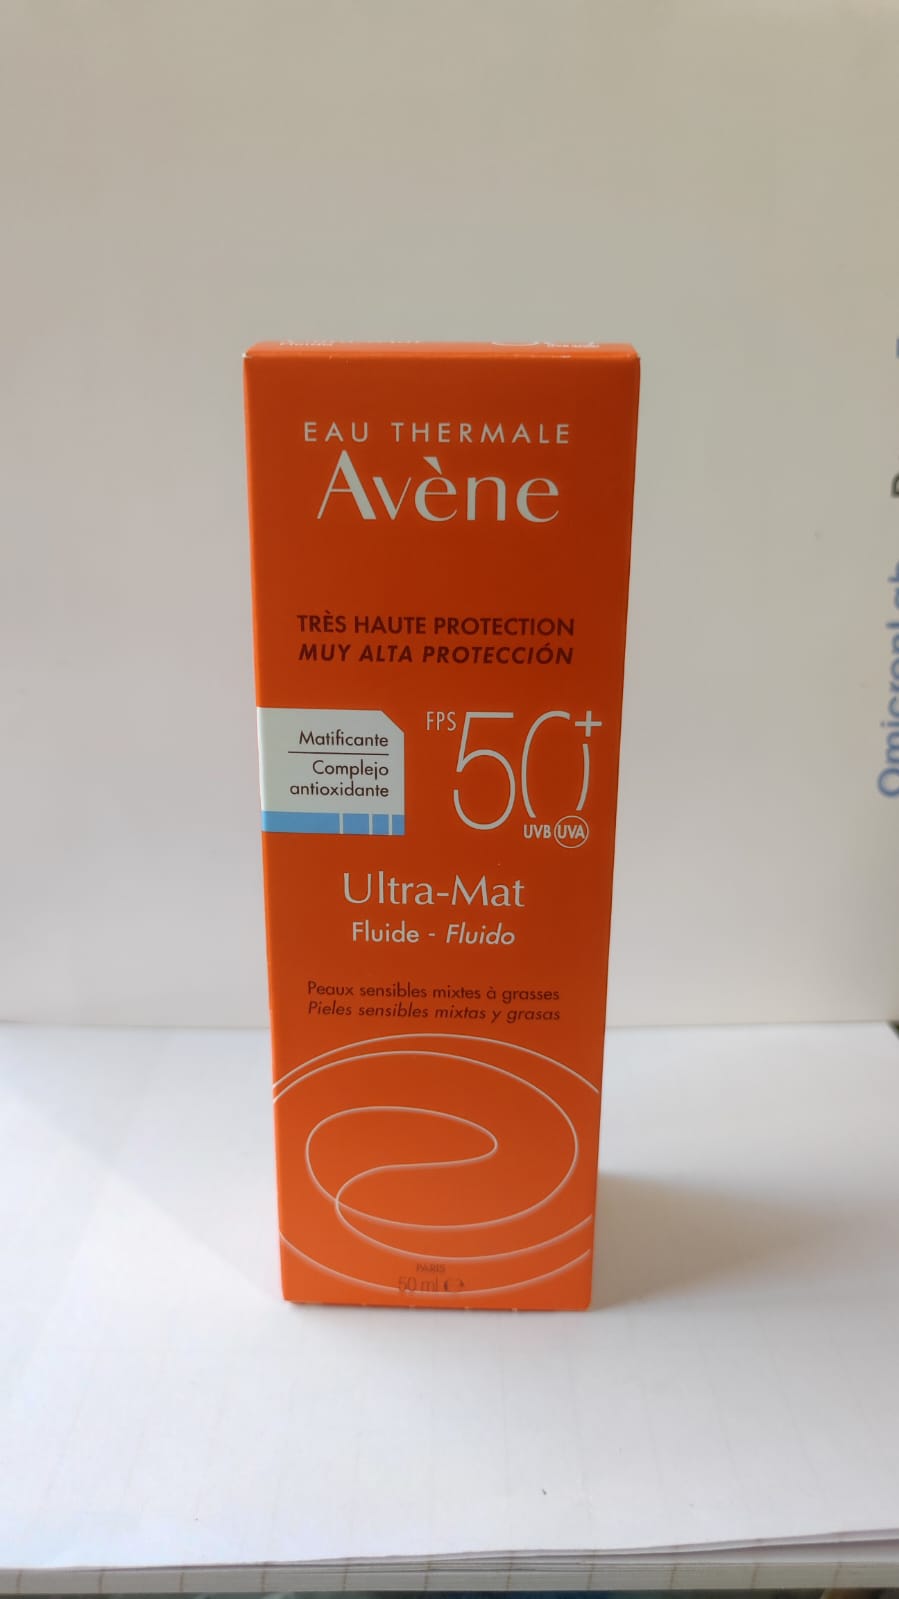 EAU THERMALE
Avène
TRÈS HAUTE PROTECTION
MUY ALTA PROTECCIÓN
Matificante
Complejo
antioxidante
FPS 50+
UVB UVA
Ultra-Mat
Fluide - Fluido
Peaux sensibles mixtes à grasses
Pieles sensibles mixtas y grasas
PARIS
50 ml e
OmicronLab